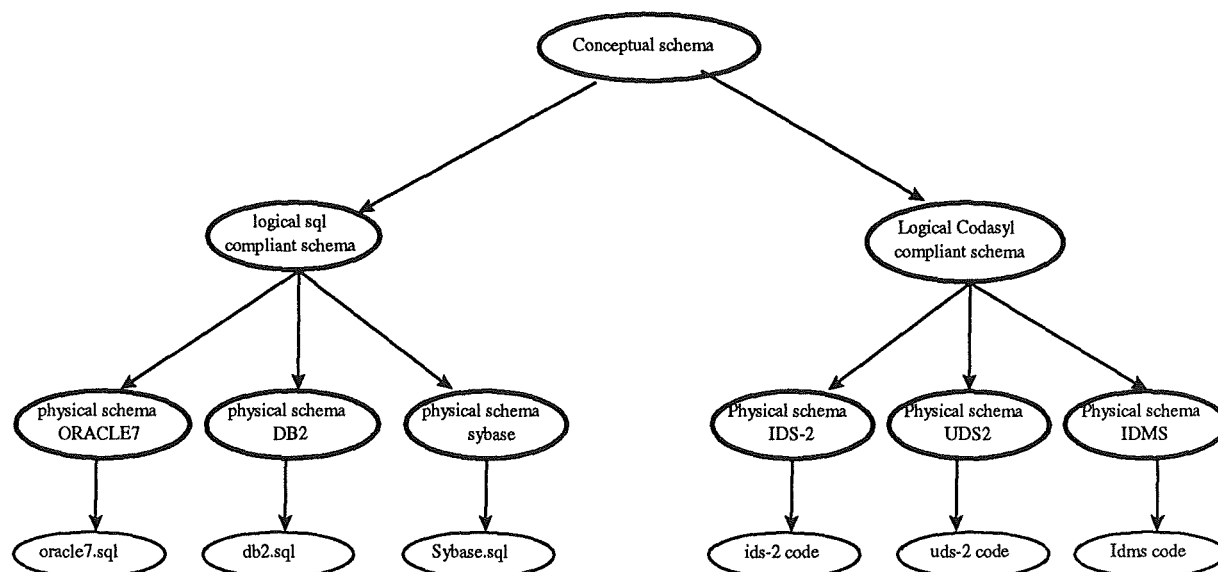 Conceptual schema
logical sql
compliant schema
Logical Codasyl
compliant schema
physical schema
ORACLE7
physical schema
DB2
physical schema
sybase
Physical schema
IDS-2
Physical schema
UDS2
Physical schema
IDMS
oracle7.sql
db2.sql
Sybase.sql
ids-2 code
uds-2 code
Idms code